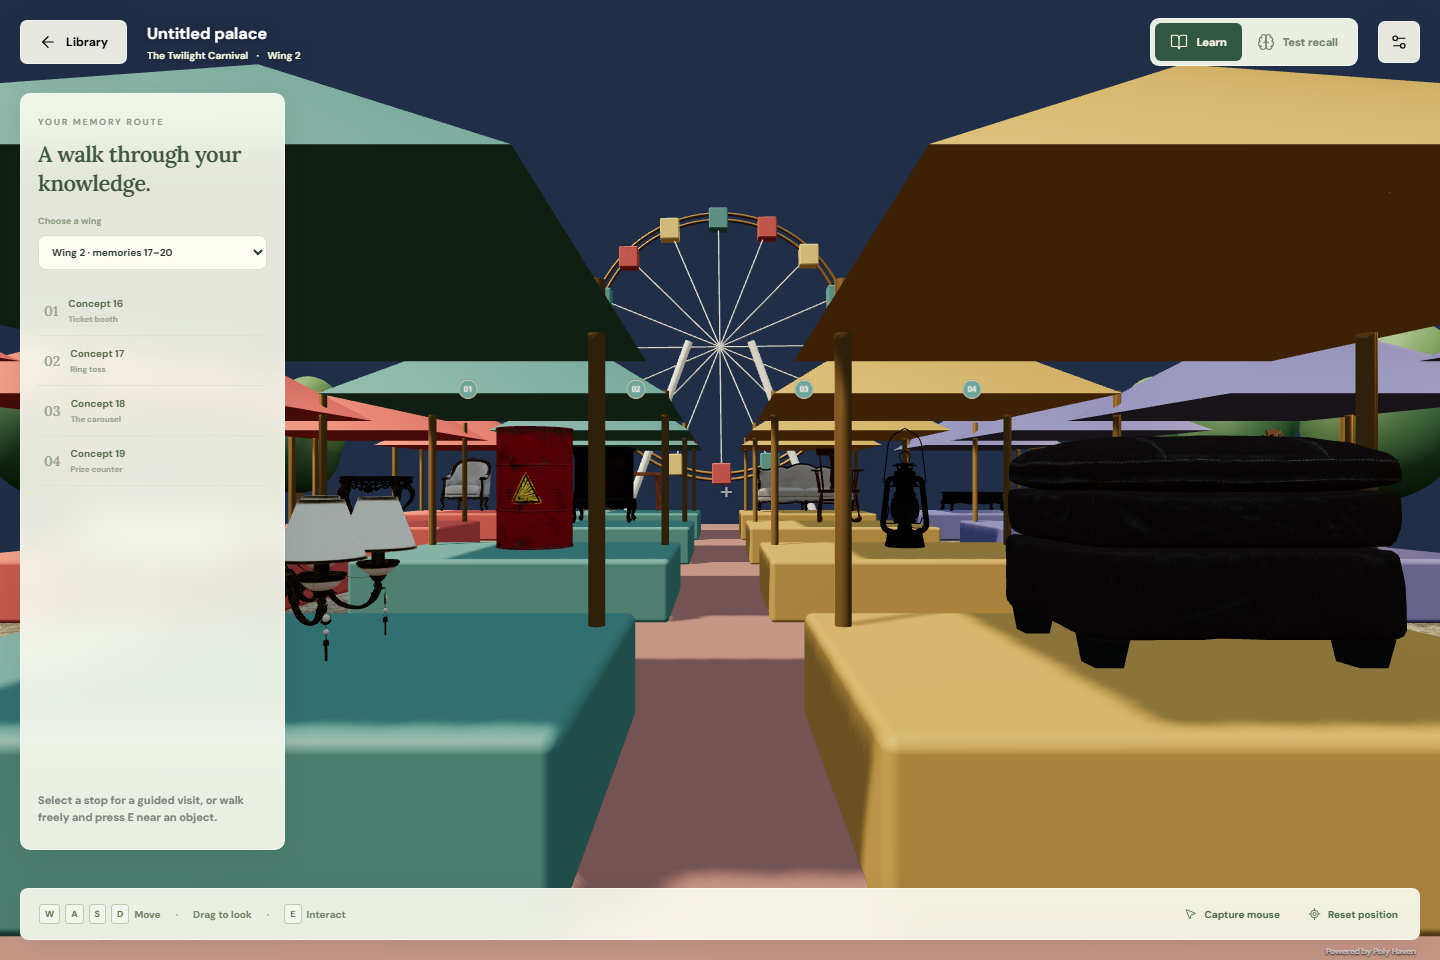 Library
Untitled palace
The Twilight Carnival · Wing 2
Learn
Test recall
YOUR MEMORY ROUTE
A walk through your
knowledge.
Choose a wing
Wing 2 · memories 17–20
01 Concept 16
Ticket booth
02 Concept 17
Ring toss
03 Concept 18
The carousel
04 Concept 19
Prize counter
01
02
03
04
Select a stop for a guided visit, or walk
freely and press E near an object.
W A S D Move · Drag to look · E Interact
Capture mouse
Reset position
Powered by Poly Haven